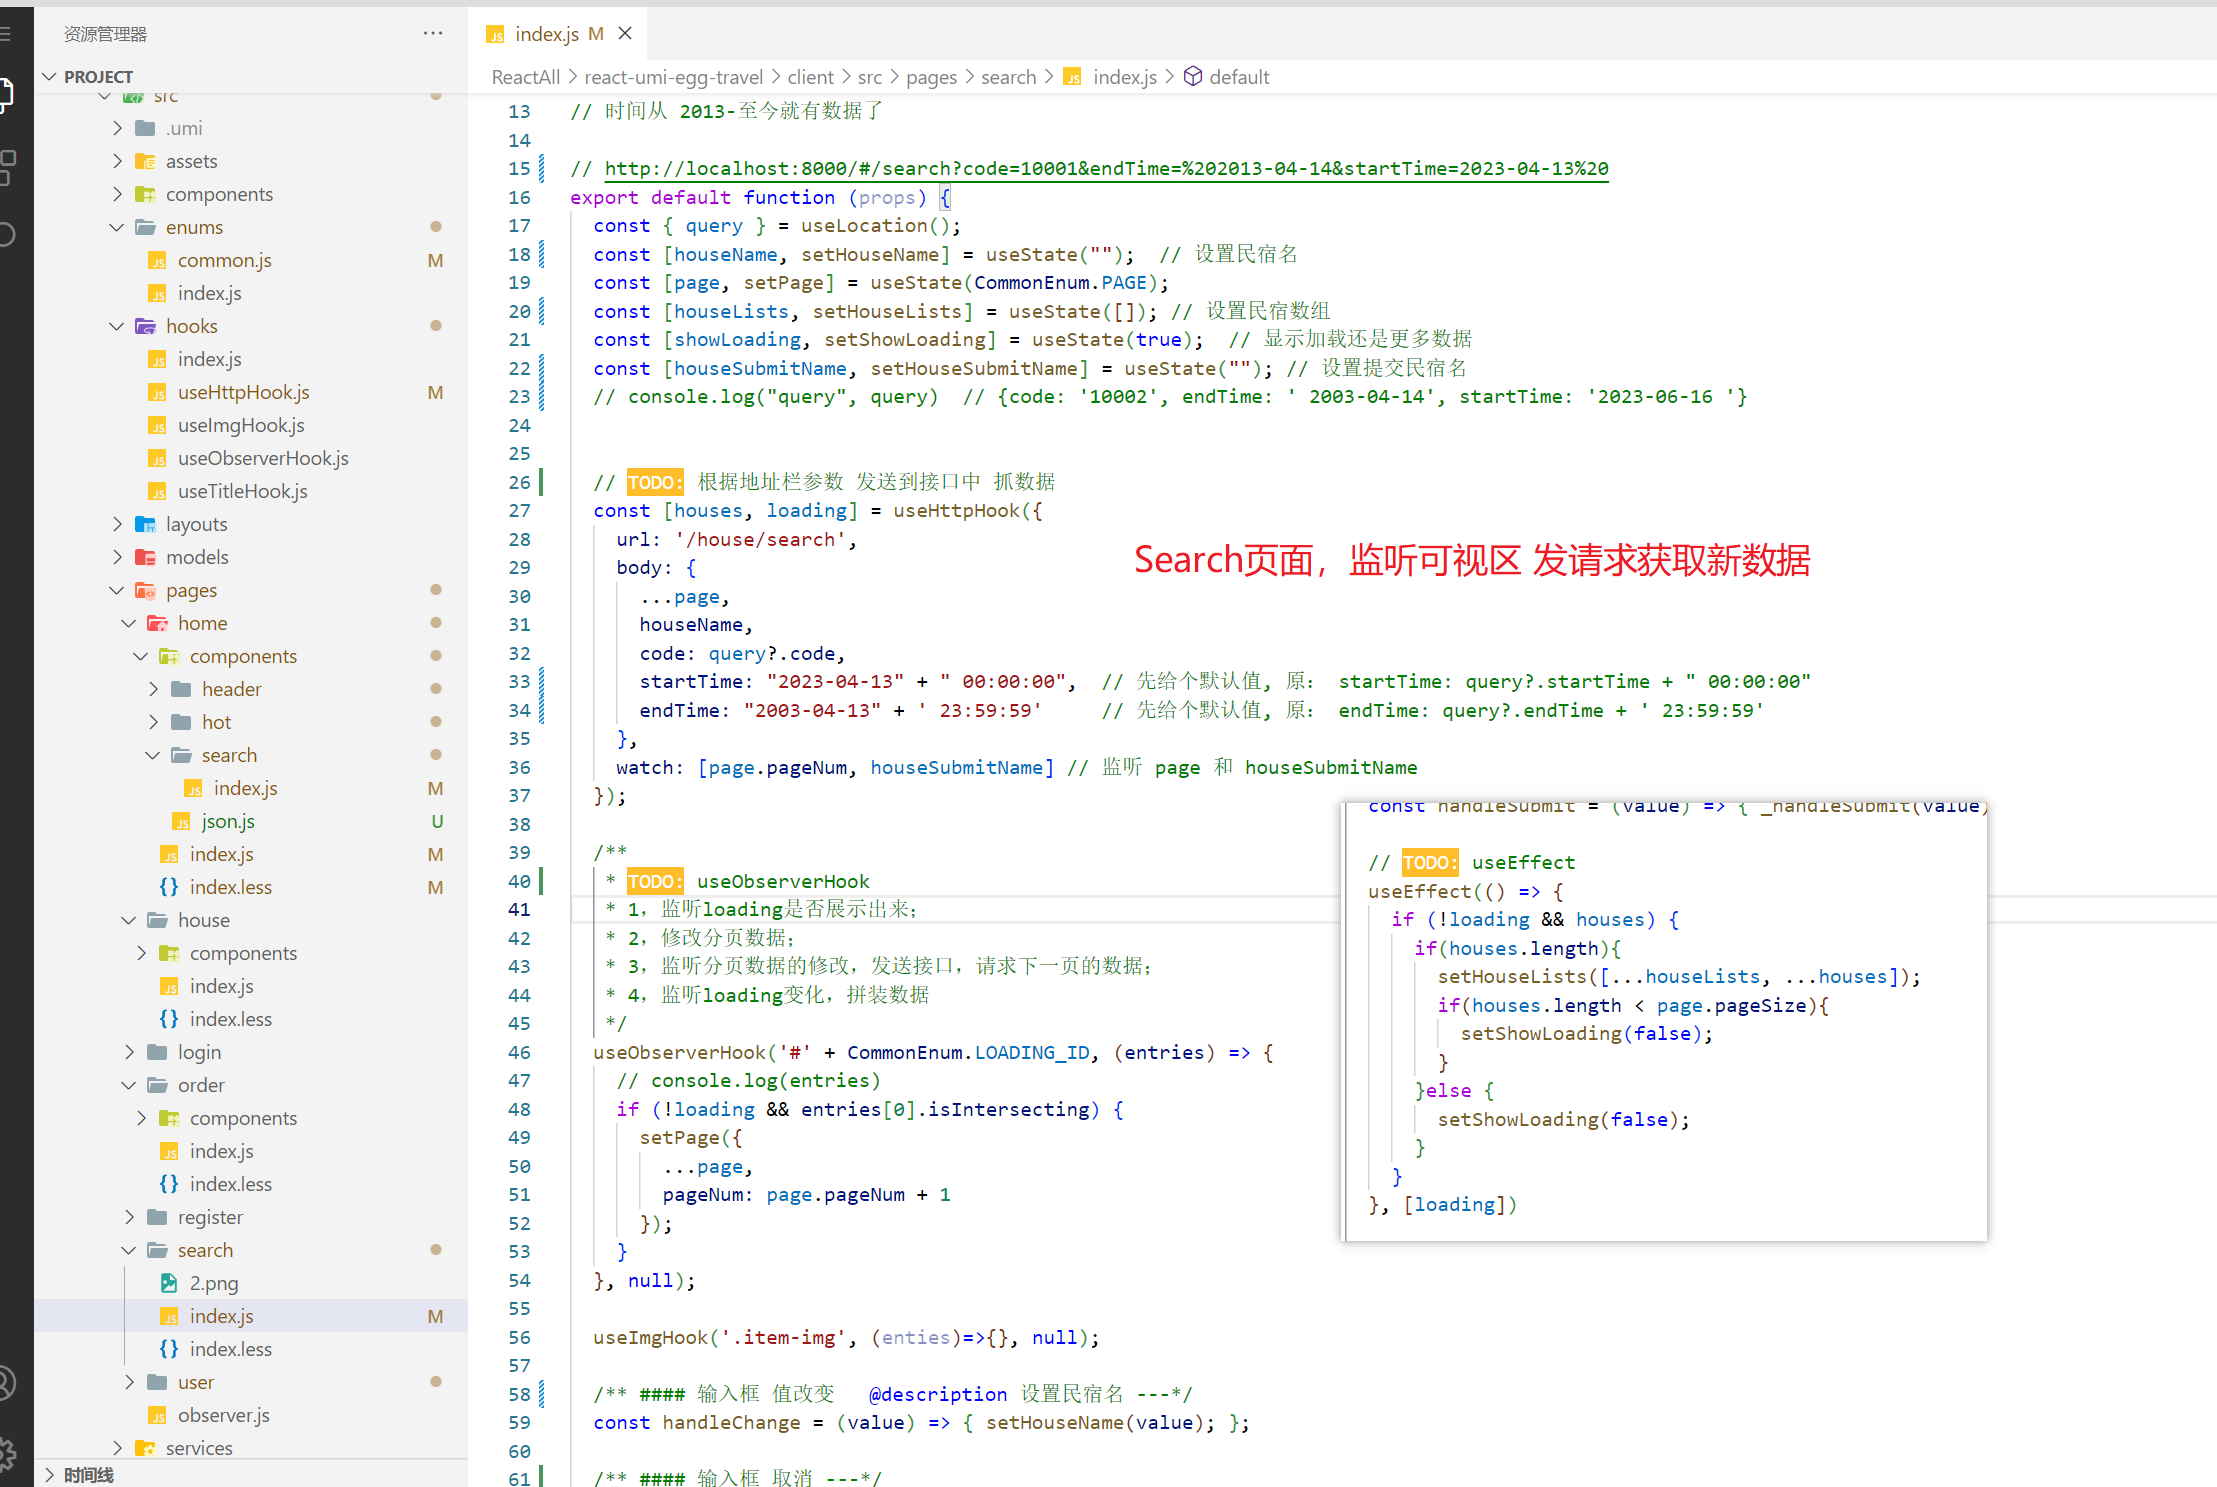 资源管理器
···
PROJECT
src
.umi
assets
components
enums
common.js M
index.js
hooks
index.js
useHttpHook.js M
useImgHook.js
useObserverHook.js
useTitleHook.js
layouts
models
pages
home
components
header
hot
search
index.js M
json.js U
index.js M
index.less M
house
components
index.js
index.less
login
order
components
index.js
index.less
register
search
2.png
index.js M
index.less
user
observer.js
services
时间线
JS index.js M ×
ReactAll > react-umi-egg-travel > client > src > pages > search > JS index.js > default
13 // 时间从 2013-至今就有数据了
14
15 // http://localhost:8000/#/search?code=10001&endTime=%202013-04-14&startTime=2023-04-13%20
16 export default function (props) {
17 const { query } = useLocation();
18 const [houseName, setHouseName] = useState(""); // 设置民宿名
19 const [page, setPage] = useState(CommonEnum.PAGE);
20 const [houseLists, setHouseLists] = useState([]); // 设置民宿数组
21 const [showLoading, setShowLoading] = useState(true); // 显示加载还是更多数据
22 const [houseSubmitName, setHouseSubmitName] = useState(""); // 设置提交民宿名
23 // console.log("query", query) // {code: '10002', endTime: ' 2003-04-14', startTime: '2023-06-16 '}
24
25
26 // TODO: 根据地址栏参数 发送到接口中 抓数据
27 const [houses, loading] = useHttpHook({
28 url: '/house/search',
29 body: {
30 ...page,
31 houseName,
32 code: query?.code,
33 startTime: "2023-04-13" + " 00:00:00", // 先给个默认值, 原: startTime: query?.startTime + " 00:00:00"
34 endTime: "2003-04-13" + ' 23:59:59' // 先给个默认值, 原: endTime: query?.endTime + ' 23:59:59'
35 },
36 watch: [page.pageNum, houseSubmitName] // 监听 page 和 houseSubmitName
37 });
38
39 /**
40 * TODO: useObserverHook
41 * 1，监听loading是否展示出来；
42 * 2，修改分页数据；
43 * 3，监听分页数据的修改，发送接口，请求下一页的数据；
44 * 4，监听loading变化，拼装数据
45 */
46 useObserverHook('#' + CommonEnum.LOADING_ID, (entries) => {
47 // console.log(entries)
48 if (!loading && entries[0].isIntersecting) {
49 setPage({
50 ...page,
51 pageNum: page.pageNum + 1
52 });
53 }
54 }, null);
55
56 useImgHook('.item-img', (enties)=>{}, null);
57
58 /** #### 输入框 值改变 @description 设置民宿名 ---*/
59 const handleChange = (value) => { setHouseName(value); };
60
61 /** #### 输入框 取消 ---*/
Search页面，监听可视区 发请求获取新数据
const handleSubmit = (value) => { _handleSubmit(value)
// TODO: useEffect
useEffect(() => {
if (!loading && houses) {
if(houses.length){
setHouseLists([...houseLists, ...houses]);
if(houses.length < page.pageSize){
setShowLoading(false);
}
}else {
setShowLoading(false);
}
}
}, [loading])